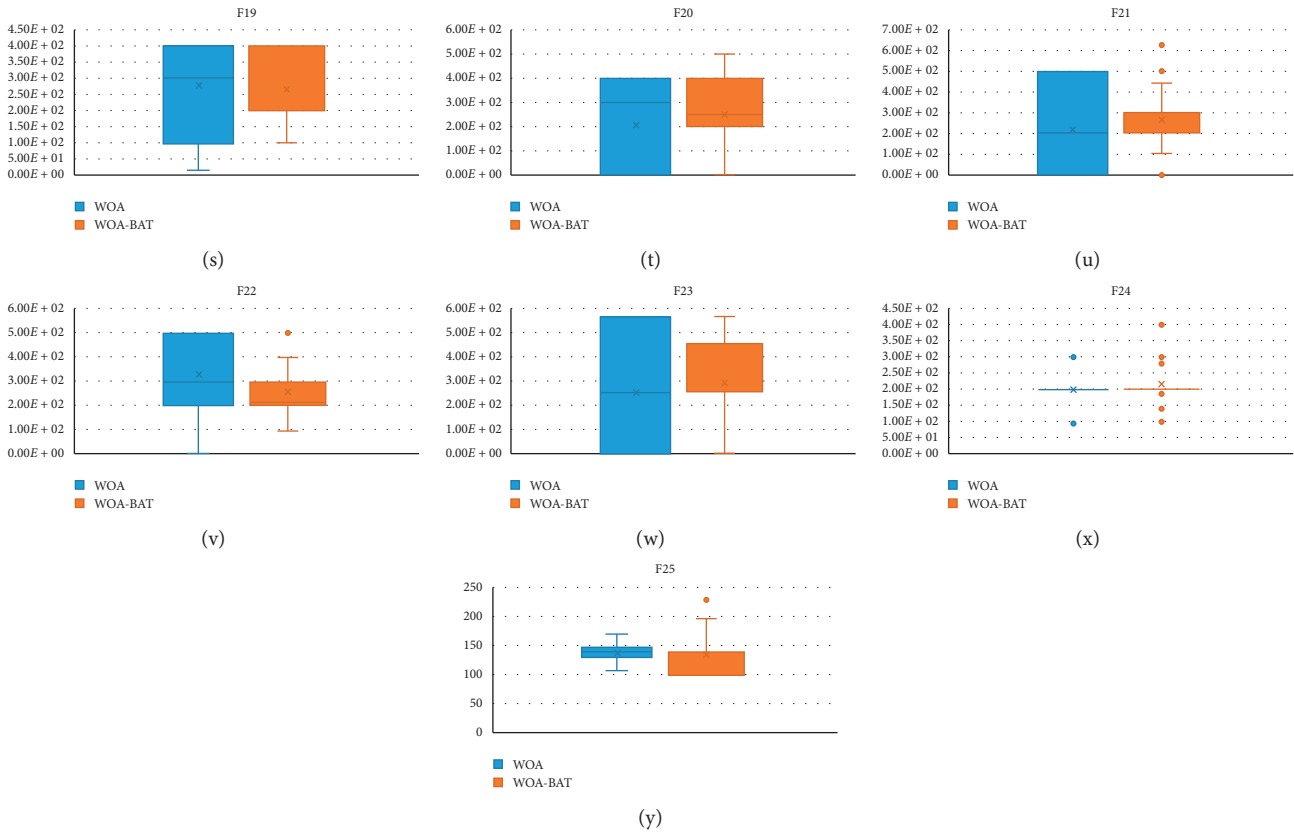 F19
4.50E + 02
4.00E + 02
3.50E + 02
3.00E + 02
2.50E + 02
2.00E + 02
1.50E + 02
1.00E + 02
5.00E + 01
0.00E + 00
WOA
WOA-BAT
(s)
F20
6.00E + 02
5.00E + 02
4.00E + 02
3.00E + 02
2.00E + 02
1.00E + 02
0.00E + 00
WOA
WOA-BAT
(t)
F21
7.00E + 02
6.00E + 02
5.00E + 02
4.00E + 02
3.00E + 02
2.00E + 02
1.00E + 02
0.00E + 00
WOA
WOA-BAT
(u)
F22
6.00E + 02
5.00E + 02
4.00E + 02
3.00E + 02
2.00E + 02
1.00E + 02
0.00E + 00
WOA
WOA-BAT
(v)
F23
6.00E + 02
5.00E + 02
4.00E + 02
3.00E + 02
2.00E + 02
1.00E + 02
0.00E + 00
WOA
WOA-BAT
(w)
F24
4.50E + 02
4.00E + 02
3.50E + 02
3.00E + 02
2.50E + 02
2.00E + 02
1.50E + 02
1.00E + 02
5.00E + 01
0.00E + 00
WOA
WOA-BAT
(x)
F25
250
200
150
100
50
0
WOA
WOA-BAT
(y)